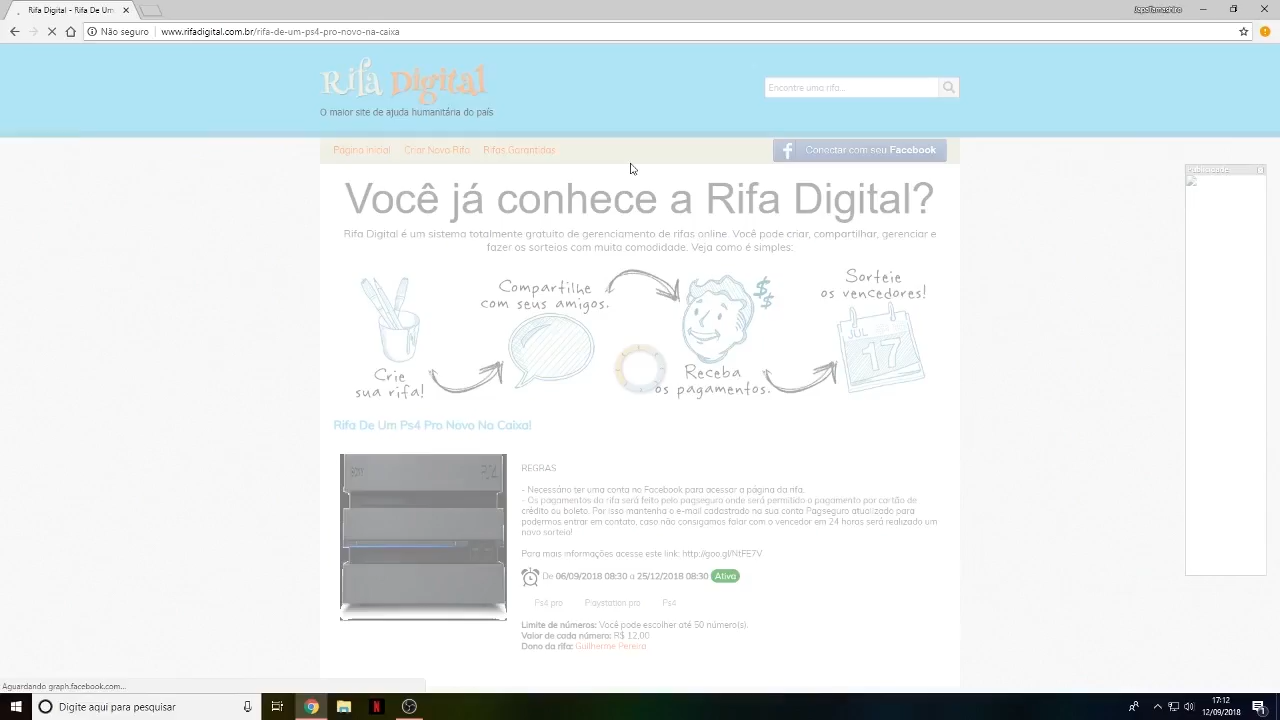 Rifa Digital - Digital - Um
JapaTamashiro
Não seguro | www.rifadigital.com.br/rifa-de-um-ps4-pro-novo-na-caixa
Rifa Digital
O maior site de ajuda humanitária do país
Encontre uma rifa...
Página Inicial Criar Nova Rifa Rifas Garantidas
f Conectar com seu Facebook
Publicidade
Você já conhece a Rifa Digital?
Rifa Digital é um sistema totalmente gratuito de gerenciamento de rifas online. Você pode criar, compartilhar, gerenciar e
fazer os sorteios com muita comodidade. Veja como é simples:
Crie
sua rifa!
Compartilhe
com seus amigos.
$$
Receba
os pagamentos.
Sorteie
os vencedores!
JUL
17
Rifa De Um Ps4 Pro Novo Na Caixa!
REGRAS
- Necessário ter uma conta no Facebook para acessar a página da rifa.
- Os pagamentos da rifa será feito pelo pagseguro onde será permitido o pagamento por cartão de
crédito ou boleto. Por isso mantenha o e-mail cadastrado na sua conta Pagseguro atualizado para
podermos entrar em contato, caso não consigamos falar com o vencedor em 24 horas será realizado um
novo sorteio!
Para mais informações acesse este link: http://goo.gl/NtFE7V
De 06/09/2018 08:30 a 25/12/2018 08:30 Ativa
Ps4 pro Playstation pro Ps4
Limite de números: Você pode escolher até 50 número(s).
Valor de cada número: R$ 12,00
Dono da rifa: Guilherme Pereira
Aguardando graph.facebook.com...
Digite aqui para pesquisar
17:12
12/09/2018